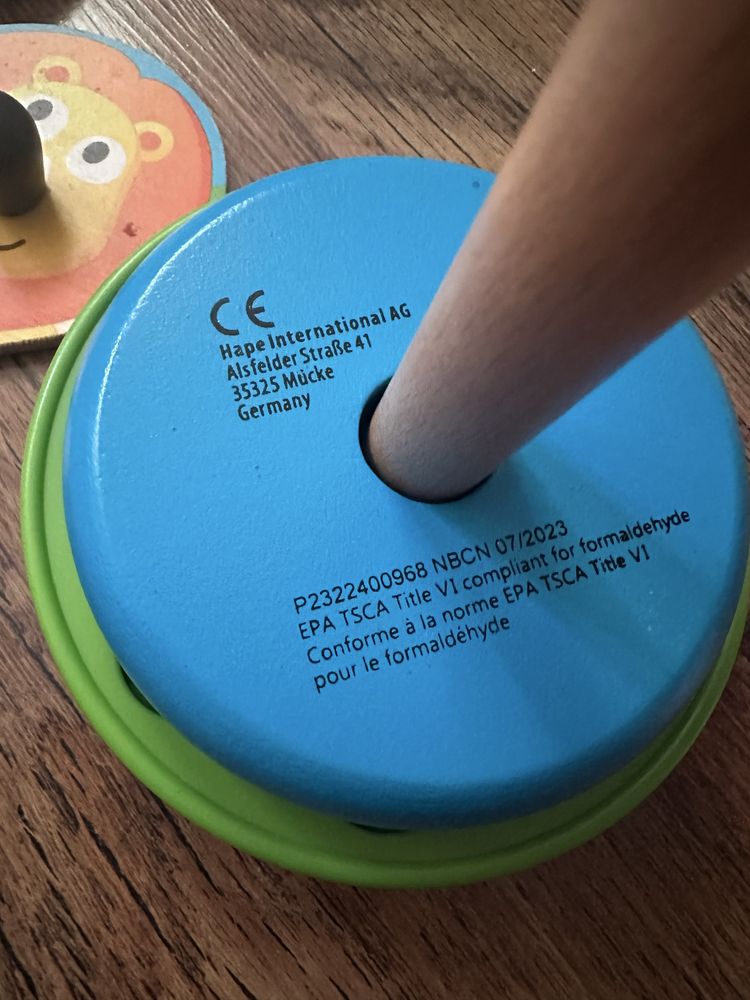 CE
Hape International AG
Alsfelder Straße 41
35325 Mücke
Germany
P2322400968 NBCN 07/2023
EPA TSCA Title VI compliant for formaldehyde
Conforme à la norme EPA TSCA Title VI
pour le formaldéhyde